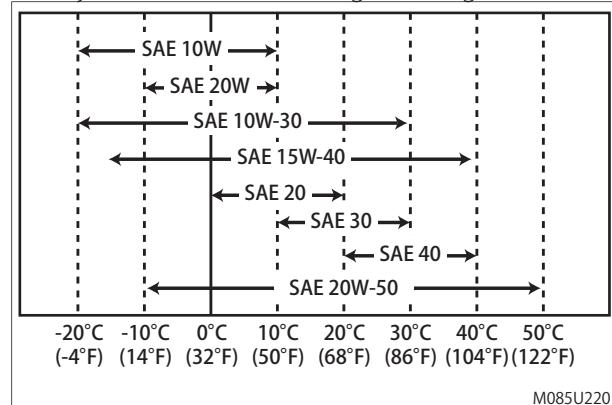 SAE 10W
SAE 20W
SAE 10W-30
SAE 15W-40
SAE 20
SAE 30
SAE 40
SAE 20W-50
-20°C -10°C 0°C 10°C 20°C 30°C 40°C 50°C
(-4°F) (14°F) (32°F) (50°F) (68°F) (86°F) (104°F) (122°F)
M085U220